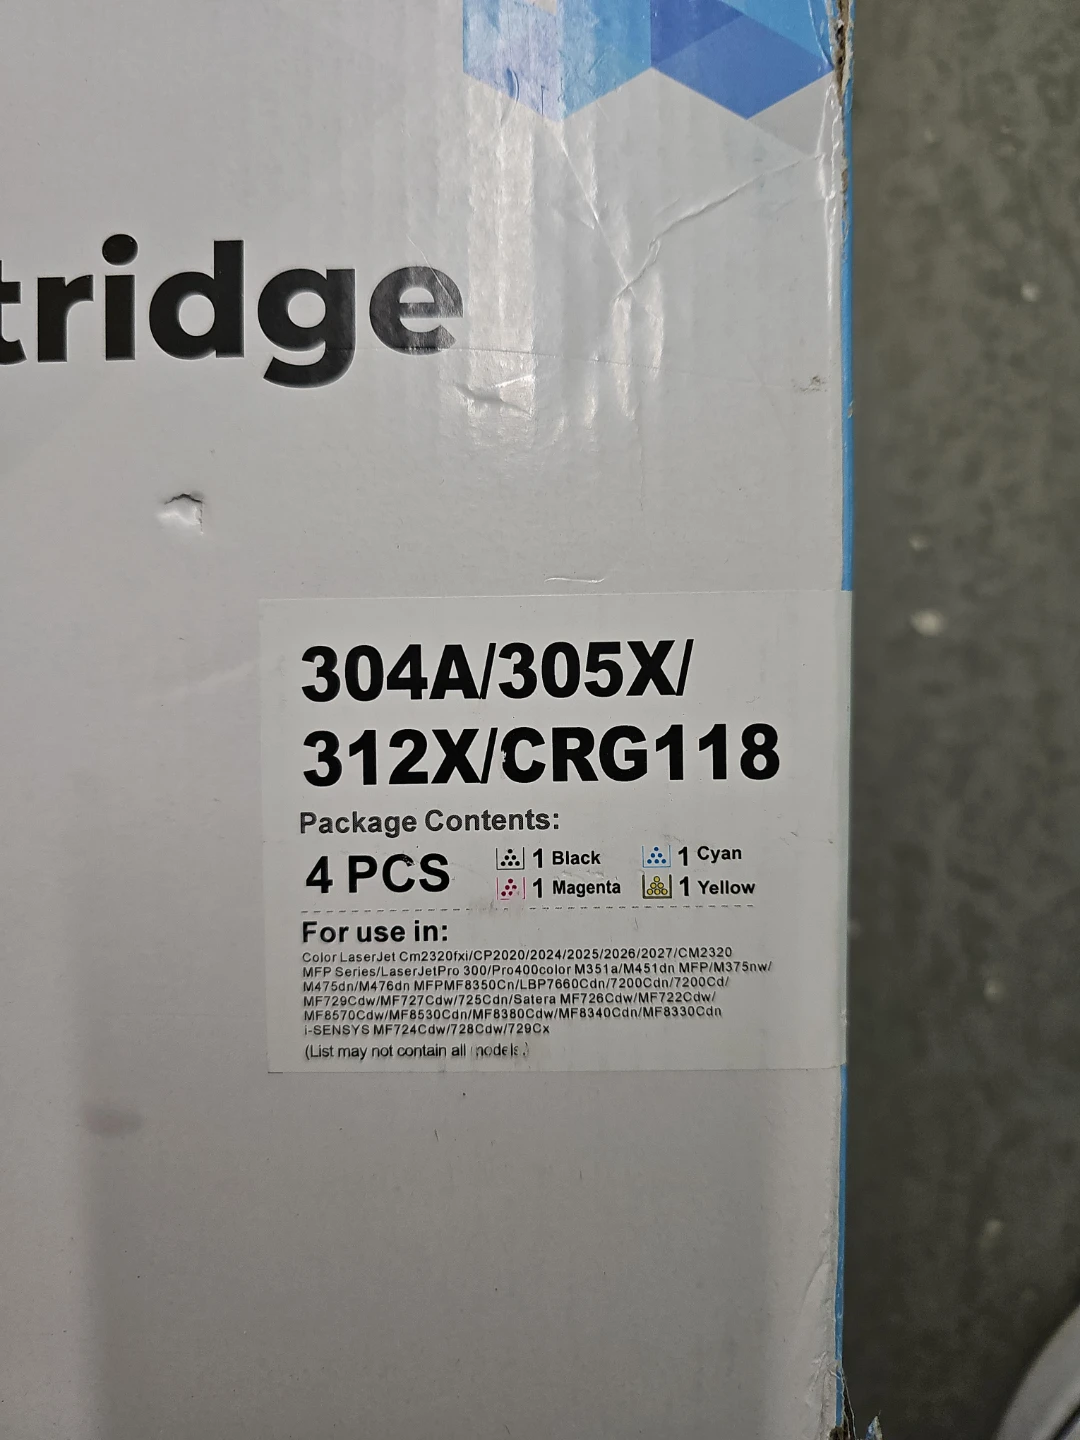 tridge
304A/305X/
312X/CRG118
Package Contents:
4 PCS 1 Black 1 Cyan
1 Magenta 1 Yellow
For use in:
Color LaserJet Cm2320fxi/CP2020/2024/2025/2026/2027/CM2320
MFP Series/LaserJetPro 300/Pro400color M351a/M451dn MFP/M375nw/
M475dn/M476dn MFPMF8350Cn/LBP7660Cdn/7200Cdn/7200Cd/
MF729Cdw/MF727Cdw/725Cdn/Satera MF726Cdw/MF722Cdw/
MF8570Cdw/MF8530Cdn/MF8380Cdw/MF8340Cdn/MF8330Cdn
i-SENSYS MF724Cdw/728Cdw/729Cx
(List may not contain all models.)